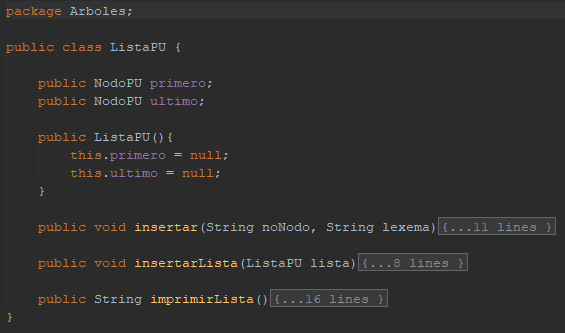 package Arboles;
public class ListaPU {
public NodoPU primero;
public NodoPU ultimo;
public ListaPU(){
this.primero = null;
this.ultimo = null;
}
public void insertar(String noNodo, String lexema){...11 lines }
public void insertarLista(ListaPU lista){...8 lines }
public String imprimirLista(){...16 lines }
}